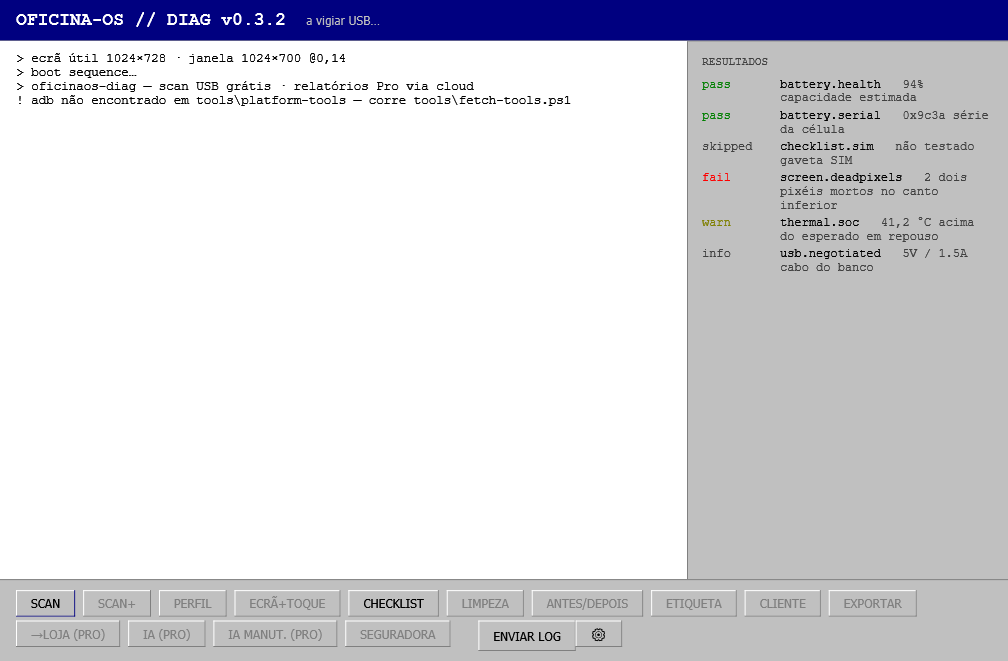 OFICINA-OS // DIAG v0.3.2 a vigiar USB…
> ecrã útil 1024×728 · janela 1024×700 @0,14
> boot sequence…
> oficinaos-diag — scan USB grátis · relatórios Pro via cloud
! adb não encontrado em tools\platform-tools — corre tools\fetch-tools.ps1
RESULTADOS
pass battery.health 94%
capacidade estimada
pass battery.serial 0x9c3a série
da célula
skipped checklist.sim não testado
gaveta SIM
fail screen.deadpixels 2 dois
pixéis mortos no canto
inferior
warn thermal.soc 41,2 °C acima
do esperado em repouso
info usb.negotiated 5V / 1.5A
cabo do banco
SCAN SCAN+ PERFIL ECRÃ+TOQUE CHECKLIST LIMPEZA ANTES/DEPOIS ETIQUETA CLIENTE EXPORTAR
→LOJA (PRO) IA (PRO) IA MANUT. (PRO) SEGURADORA ENVIAR LOG